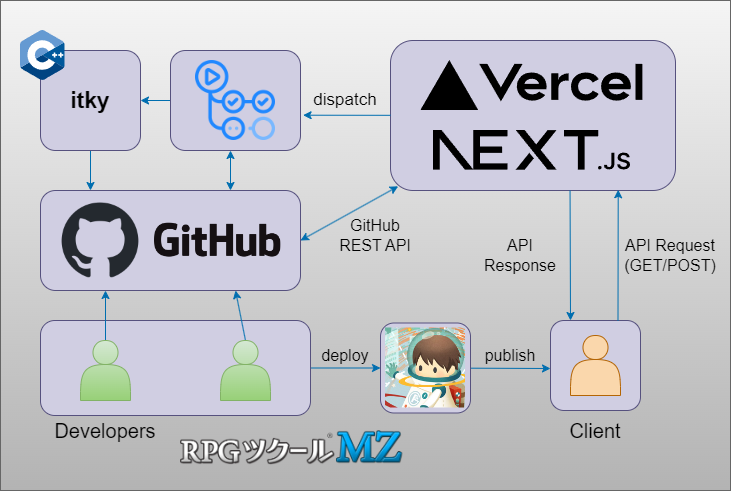 C++
itky
dispatch
Vercel
NEXT.JS
GitHub
GitHub
REST API
API
Response
API Request
(GET/POST)
deploy
publish
Developers
Client
RPGツクール®MZ